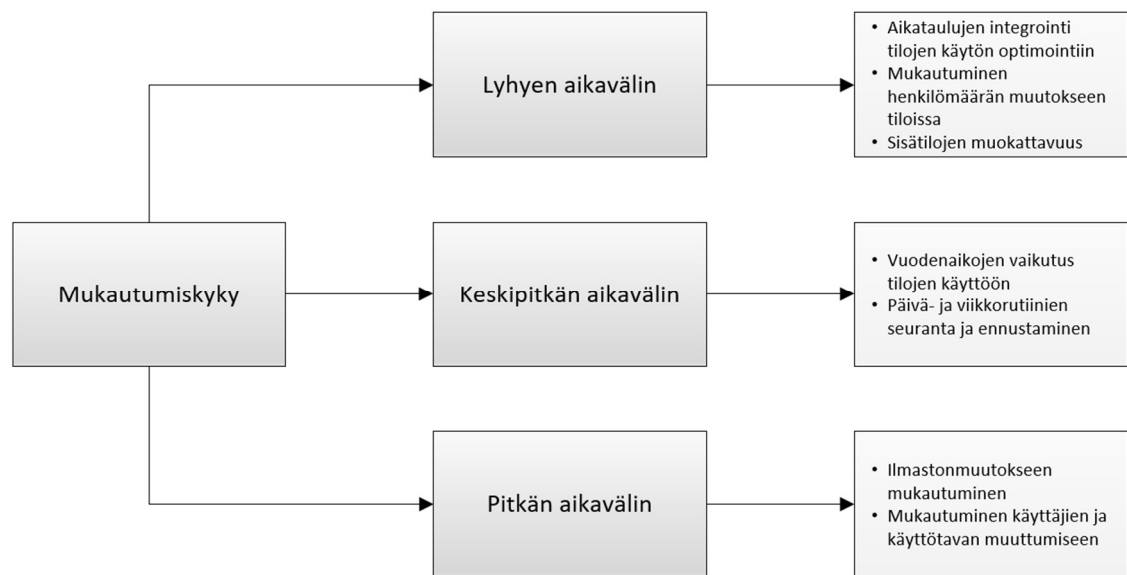 Mukautumiskyky
Lyhyen aikavälin
• Aikataulujen integrointi
tilojen käytön optimointiin
• Mukautuminen
henkilömäärän muutokseen
tiloissa
• Sisätilojen muokattavuus
Keskipitkän aikavälin
• Vuodenaikojen vaikutus
tilojen käyttöön
• Päivä- ja viikkorutiinien
seuranta ja ennustaminen
Pitkän aikavälin
• Ilmastonmuutokseen
mukautuminen
• Mukautuminen käyttäjien ja
käyttötavan muuttumiseen